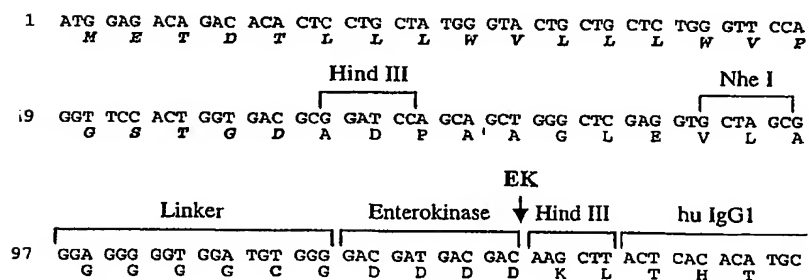 1 ATG GAG ACA GAC ACA CTC CTG CTA TGG GTA CTG CTG CTC TGG GTT CCA
M E T D T L L L W V L L L W V P
Hind III Nhe I
19 GGT TCC ACT GGT GAC GCG GAT CCA GCA GCT GGG CTC GAG GTG CTA GCG
G S T G D A D P A A G L E V L A
EK
Linker Enterokinase Hind III hu IgG1
97 GGA GGG GGT GGA TGT GGG GAC GAT GAC GAC AAG CTT ACT CAC ACA TGC
G G G G C G D D D D K L T H T